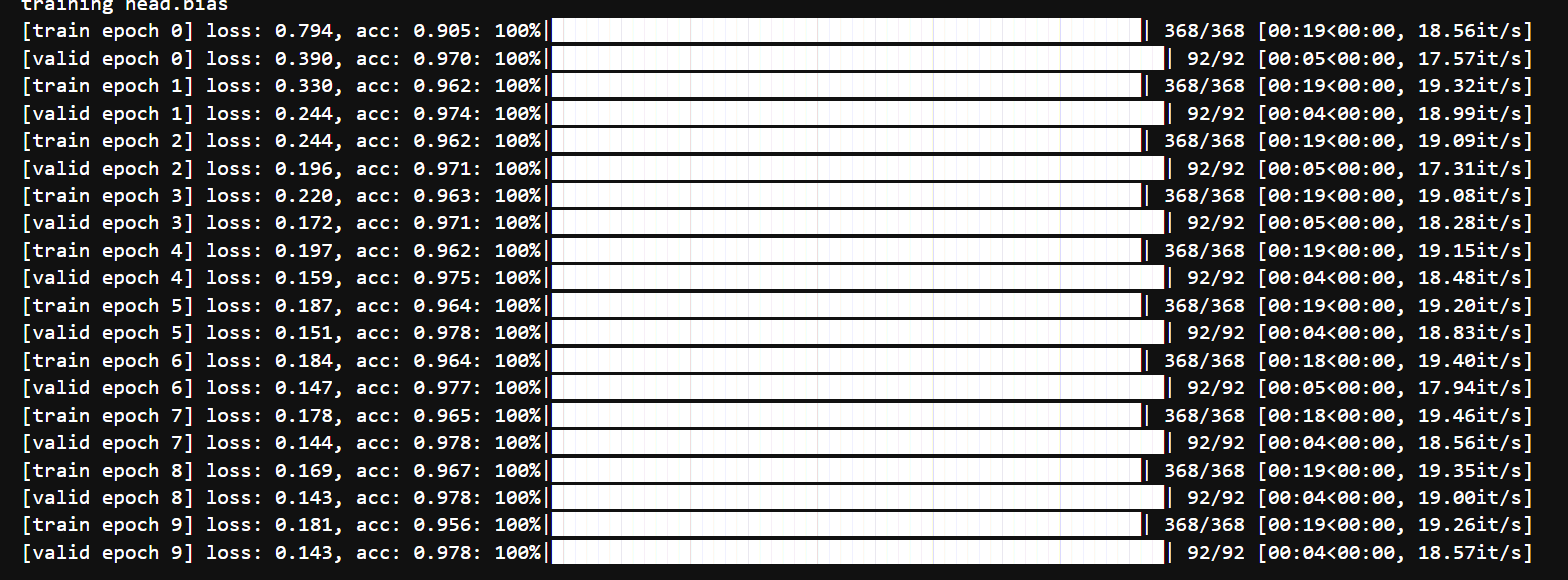 training head.bias
[train epoch 0] loss: 0.794, acc: 0.905: 100%|██████████| 368/368 [00:19<00:00, 18.56it/s]
[valid epoch 0] loss: 0.390, acc: 0.970: 100%|██████████| 92/92 [00:05<00:00, 17.57it/s]
[train epoch 1] loss: 0.330, acc: 0.962: 100%|██████████| 368/368 [00:19<00:00, 19.32it/s]
[valid epoch 1] loss: 0.244, acc: 0.974: 100%|██████████| 92/92 [00:04<00:00, 18.99it/s]
[train epoch 2] loss: 0.244, acc: 0.962: 100%|██████████| 368/368 [00:19<00:00, 19.09it/s]
[valid epoch 2] loss: 0.196, acc: 0.971: 100%|██████████| 92/92 [00:05<00:00, 17.31it/s]
[train epoch 3] loss: 0.220, acc: 0.963: 100%|██████████| 368/368 [00:19<00:00, 19.08it/s]
[valid epoch 3] loss: 0.172, acc: 0.971: 100%|██████████| 92/92 [00:05<00:00, 18.28it/s]
[train epoch 4] loss: 0.197, acc: 0.962: 100%|██████████| 368/368 [00:19<00:00, 19.15it/s]
[valid epoch 4] loss: 0.159, acc: 0.975: 100%|██████████| 92/92 [00:04<00:00, 18.48it/s]
[train epoch 5] loss: 0.187, acc: 0.964: 100%|██████████| 368/368 [00:19<00:00, 19.20it/s]
[valid epoch 5] loss: 0.151, acc: 0.978: 100%|██████████| 92/92 [00:04<00:00, 18.83it/s]
[train epoch 6] loss: 0.184, acc: 0.964: 100%|██████████| 368/368 [00:18<00:00, 19.40it/s]
[valid epoch 6] loss: 0.147, acc: 0.977: 100%|██████████| 92/92 [00:05<00:00, 17.94it/s]
[train epoch 7] loss: 0.178, acc: 0.965: 100%|██████████| 368/368 [00:18<00:00, 19.46it/s]
[valid epoch 7] loss: 0.144, acc: 0.978: 100%|██████████| 92/92 [00:04<00:00, 18.56it/s]
[train epoch 8] loss: 0.169, acc: 0.967: 100%|██████████| 368/368 [00:19<00:00, 19.35it/s]
[valid epoch 8] loss: 0.143, acc: 0.978: 100%|██████████| 92/92 [00:04<00:00, 19.00it/s]
[train epoch 9] loss: 0.181, acc: 0.956: 100%|██████████| 368/368 [00:19<00:00, 19.26it/s]
[valid epoch 9] loss: 0.143, acc: 0.978: 100%|██████████| 92/92 [00:04<00:00, 18.57it/s]